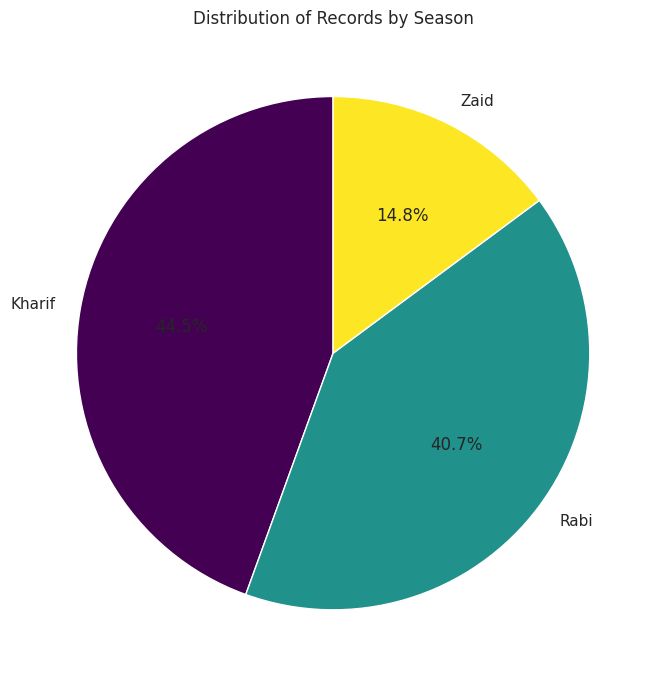 Distribution of Records by Season
Zaid
14.8%
Kharif
44.5%
40.7%
Rabi